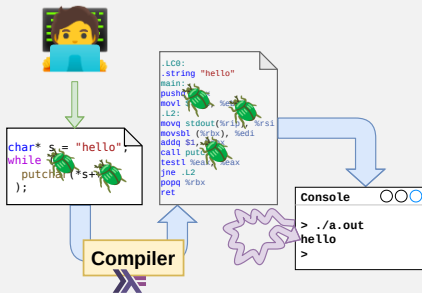 .LC0:
.string "hello"
main:
pushq
movl
.L2:
movq stdout(%rip), %rsi
movsbl (%rbx), %edi
addq $1,
call putc
testl %eax, %eax
jne .L2
popq %rbx
ret
char* s = "hello";
while
putchar(*s++)
);
Compiler
Console
> ./a.out
hello
>